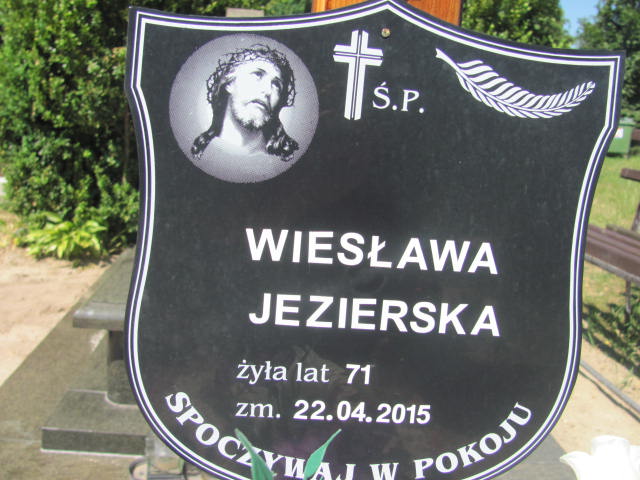 Ś.P.
WIESŁAWA
JEZIERSKA
żyła lat 71
zm. 22.04.2015
SPOCZYWAJ W POKOJU